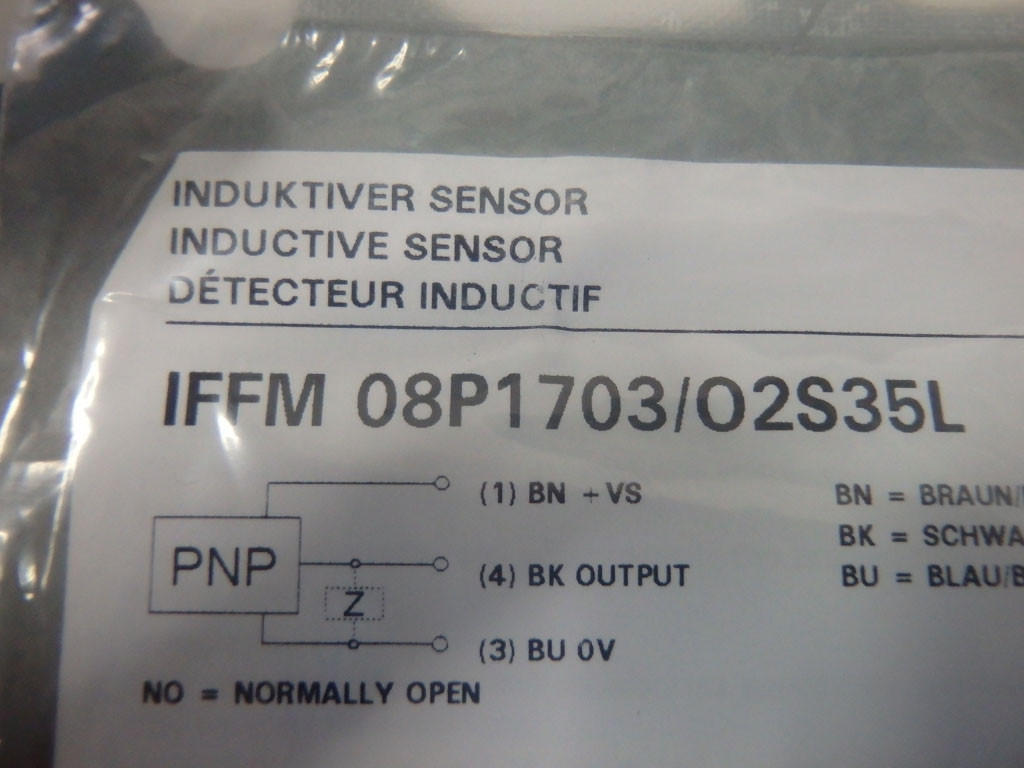 INDUKTIVER SENSOR
INDUCTIVE SENSOR
DÉTECTEUR INDUCTIF
IFFM 08P1703/O2S35L
(1) BN +VS
BN = BRAUN/
PNP
(4) BK OUTPUT
BK = SCHWA
Z
BU = BLAU/B
(3) BU 0V
NO = NORMALLY OPEN